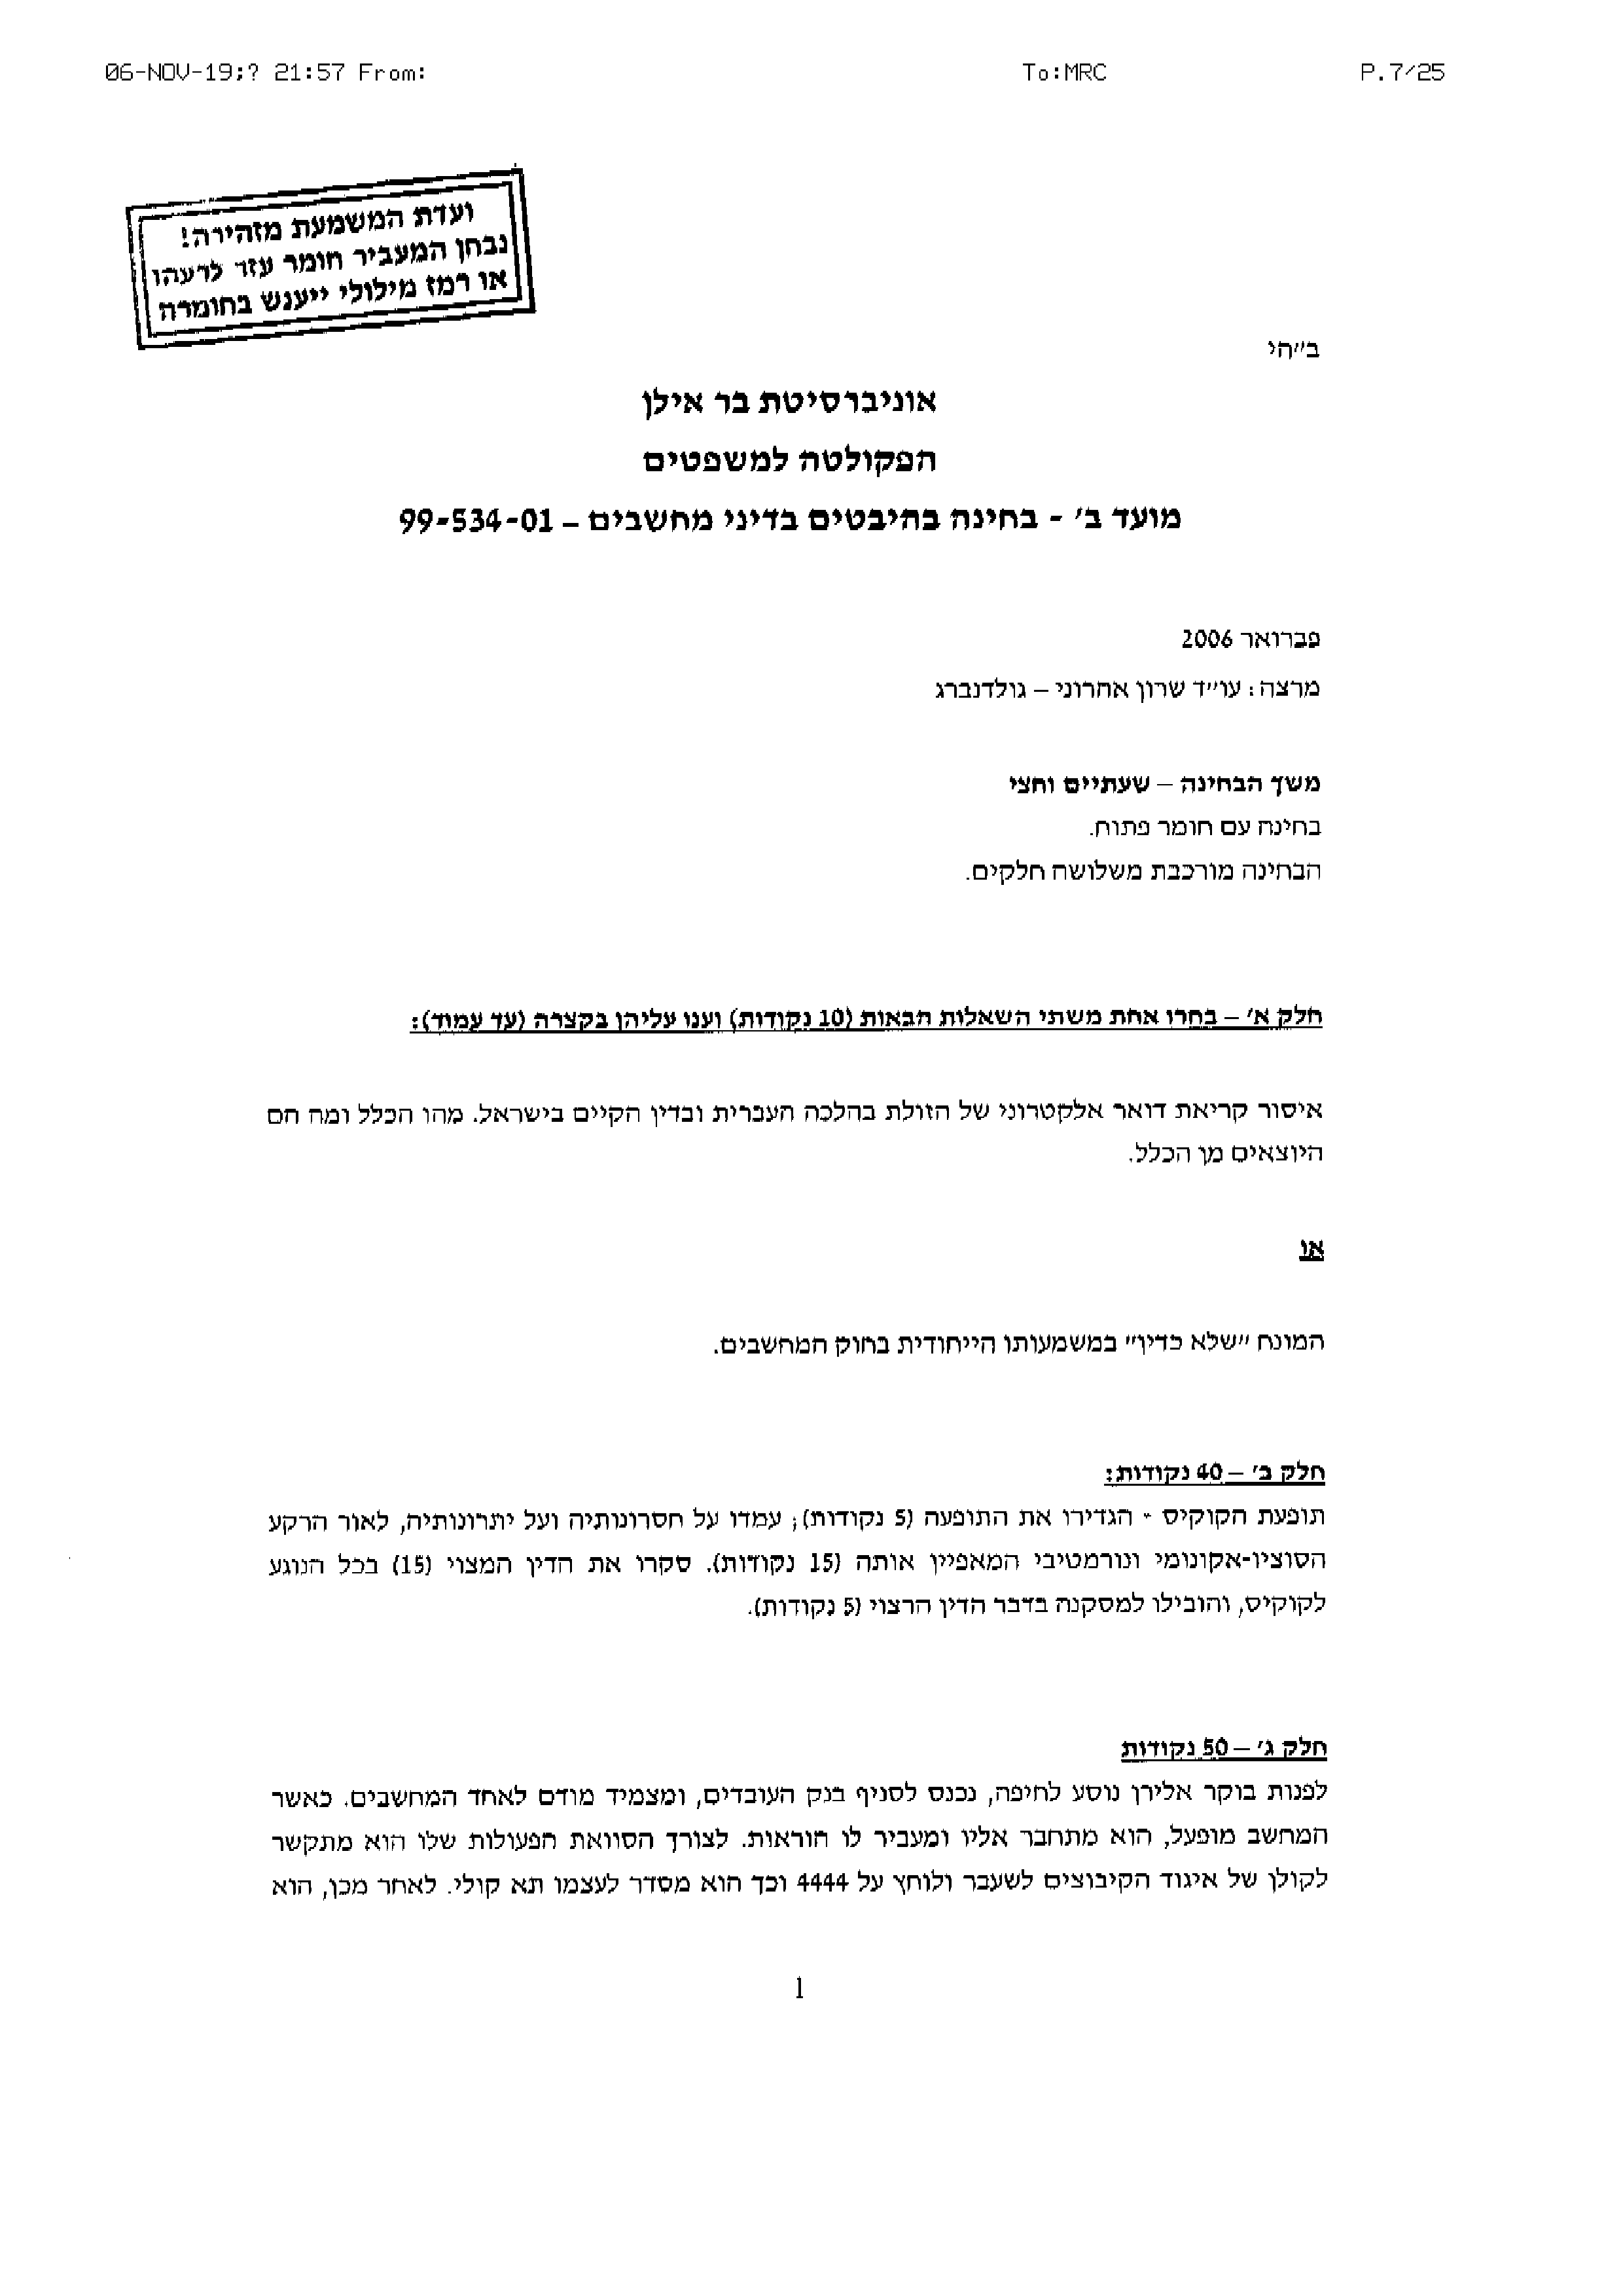 06-NOV-19;? 21:57 From: To:MRC P.7/25
ועדת המשמעת מזהירה!
נבחן המעביר חומר עזר לרעהו
או רמז מילולי ייענש בחומרה
ב"הי
אוניברסיטת בר אילן
הפקולטה למשפטים
מועד ב' - בחינה בהיבטים בדיני מחשבים – 99-534-01
פברואר 2006
מרצה: עו"ד שרון אהרוני – גולדנברג
משך הבחינה – שעתיים וחצי
בחינה עם חומר פתוח.
הבחינה מורכבת משלושה חלקים.
חלק א' – בחרו אחת משתי השאלות הבאות (10 נקודות) וענו עליהן בקצרה (עד עמוד):
איסור קריאת דואר אלקטרוני של הזולת בהלכה העברית ובדין הקיים בישראל. מהו הכלל ומה הם
היוצאים מן הכלל.
או
המונח "שלא כדין" במשמעותו הייחודית בחוק המחשבים.
חלק ב' – 40 נקודות:
תופעת הקוקיס - הגדירו את התופעה (5 נקודות); עמדו על חסרונותיה ועל יתרונותיה, לאור הרקע
הסוציו-אקונומי ונורמטיבי המאפיין אותה (15 נקודות). סקרו את הדין המצוי (15) בכל הנוגע
לקוקיס, והובילו למסקנה בדבר הדין הרצוי (5 נקודות).
חלק ג' – 50 נקודות
לפנות בוקר אלירן נוסע לחיפה, נכנס לסניף בנק העובדים, ומצמיד מודם לאחד המחשבים. כאשר
המחשב מופעל, הוא מתחבר אליו ומעביר לו הוראות. לצורך הסוואת הפעולות שלו הוא מתקשר
לקולן של איגוד הקיבוצים לשעבר ולוחץ על 4444 וכך הוא מסדר לעצמו תא קולי. לאחר מכן, הוא
1